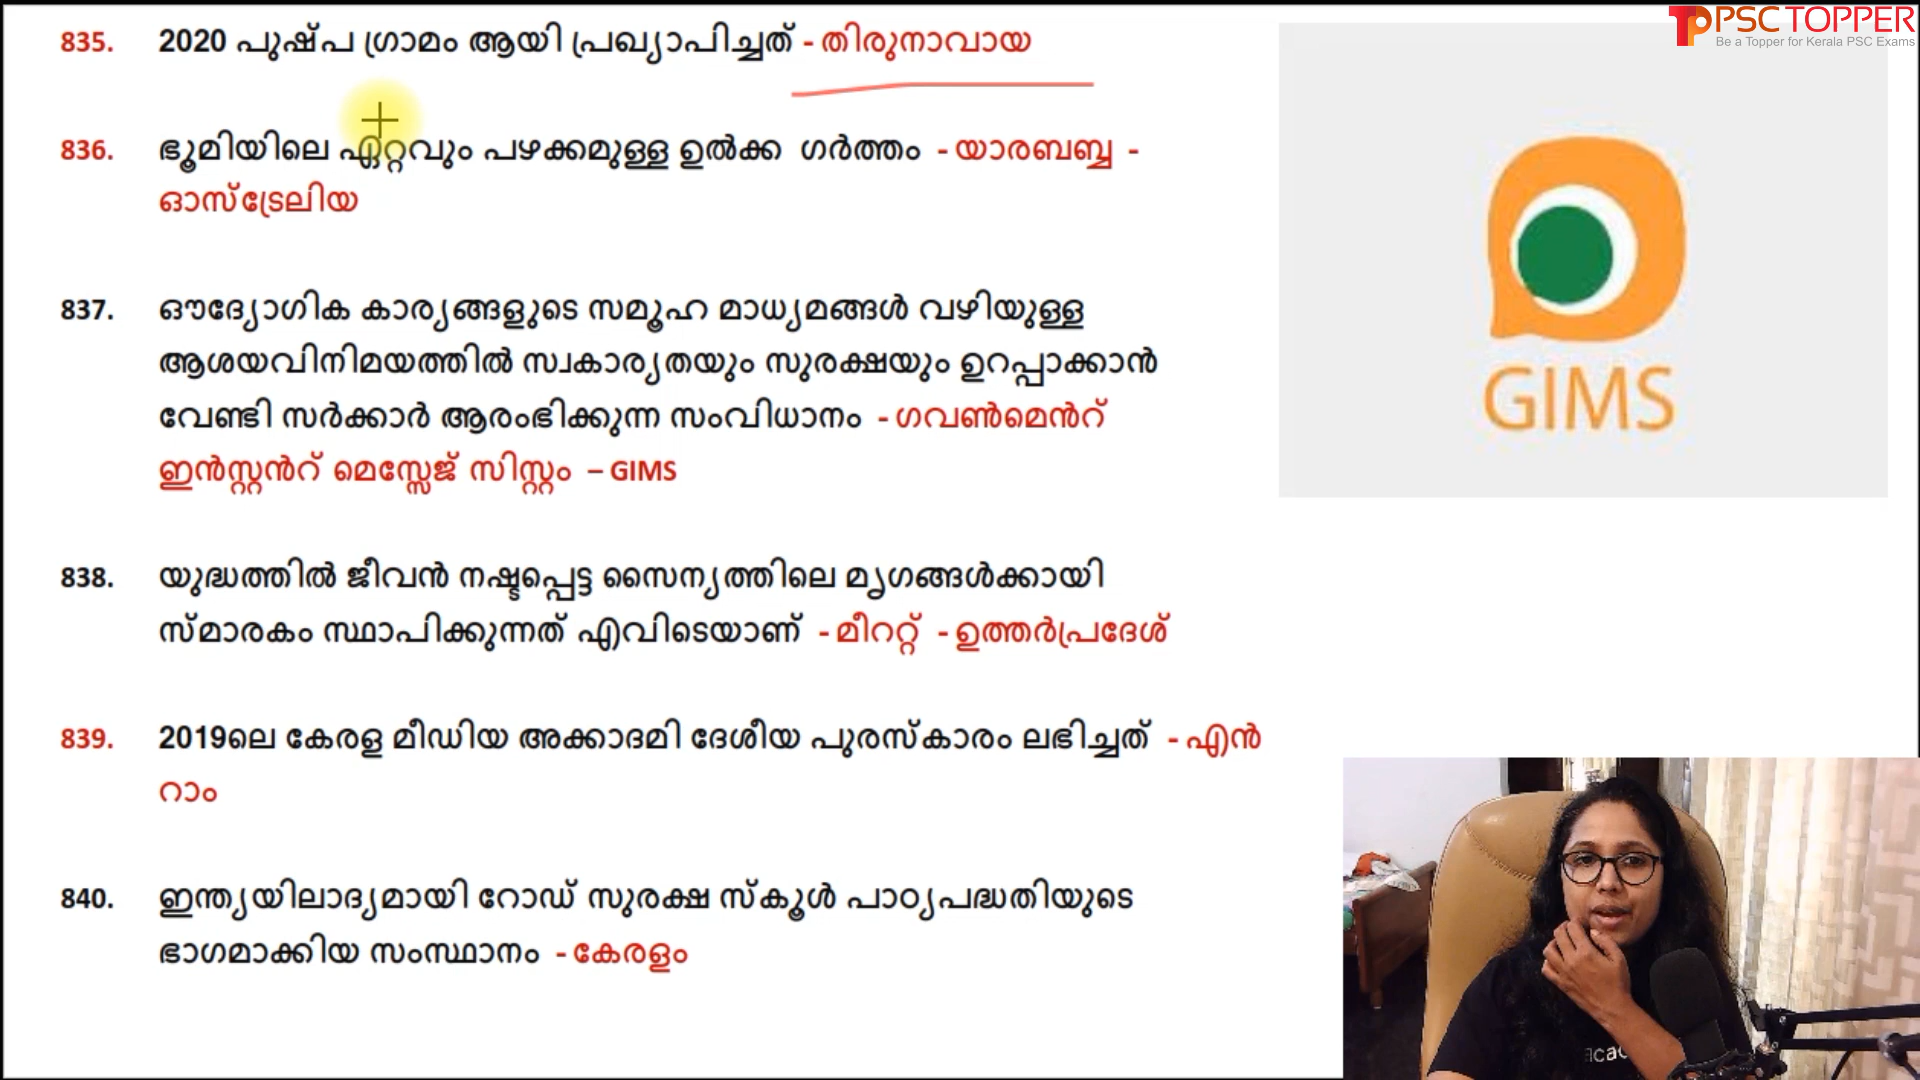 PSC TOPPER
Be a Topper for Kerala PSC Exams
835. 2020 പുഷ്പ ഗ്രാമം ആയി പ്രഖ്യാപിച്ചത് - തിരുനാവായ
836. ഭൂമിയിലെ ഏറ്റവും പഴക്കമുള്ള ഉൽക്ക ഗർത്തം - യാരബബ്ബ -
ഓസ്ട്രേലിയ
837. ഔദ്യോഗിക കാര്യങ്ങളുടെ സമൂഹ മാധ്യമങ്ങൾ വഴിയുള്ള
ആശയവിനിമയത്തിൽ സ്വകാര്യതയും സുരക്ഷയും ഉറപ്പാക്കാൻ
വേണ്ടി സർക്കാർ ആരംഭിക്കുന്ന സംവിധാനം - ഗവൺമെൻറ്
ഇൻസ്റ്റൻറ് മെസ്സേജ് സിസ്റ്റം – GIMS
838. യുദ്ധത്തിൽ ജീവൻ നഷ്ടപ്പെട്ട സൈന്യത്തിലെ മൃഗങ്ങൾക്കായി
സ്മാരകം സ്ഥാപിക്കുന്നത് എവിടെയാണ് - മീററ്റ് - ഉത്തർപ്രദേശ്
839. 2019ലെ കേരള മീഡിയ അക്കാദമി ദേശീയ പുരസ്കാരം ലഭിച്ചത് - എൻ
റാം
840. ഇന്ത്യയിലാദ്യമായി റോഡ് സുരക്ഷ സ്കൂൾ പാഠ്യപദ്ധതിയുടെ
ഭാഗമാക്കിയ സംസ്ഥാനം - കേരളം
GIMS